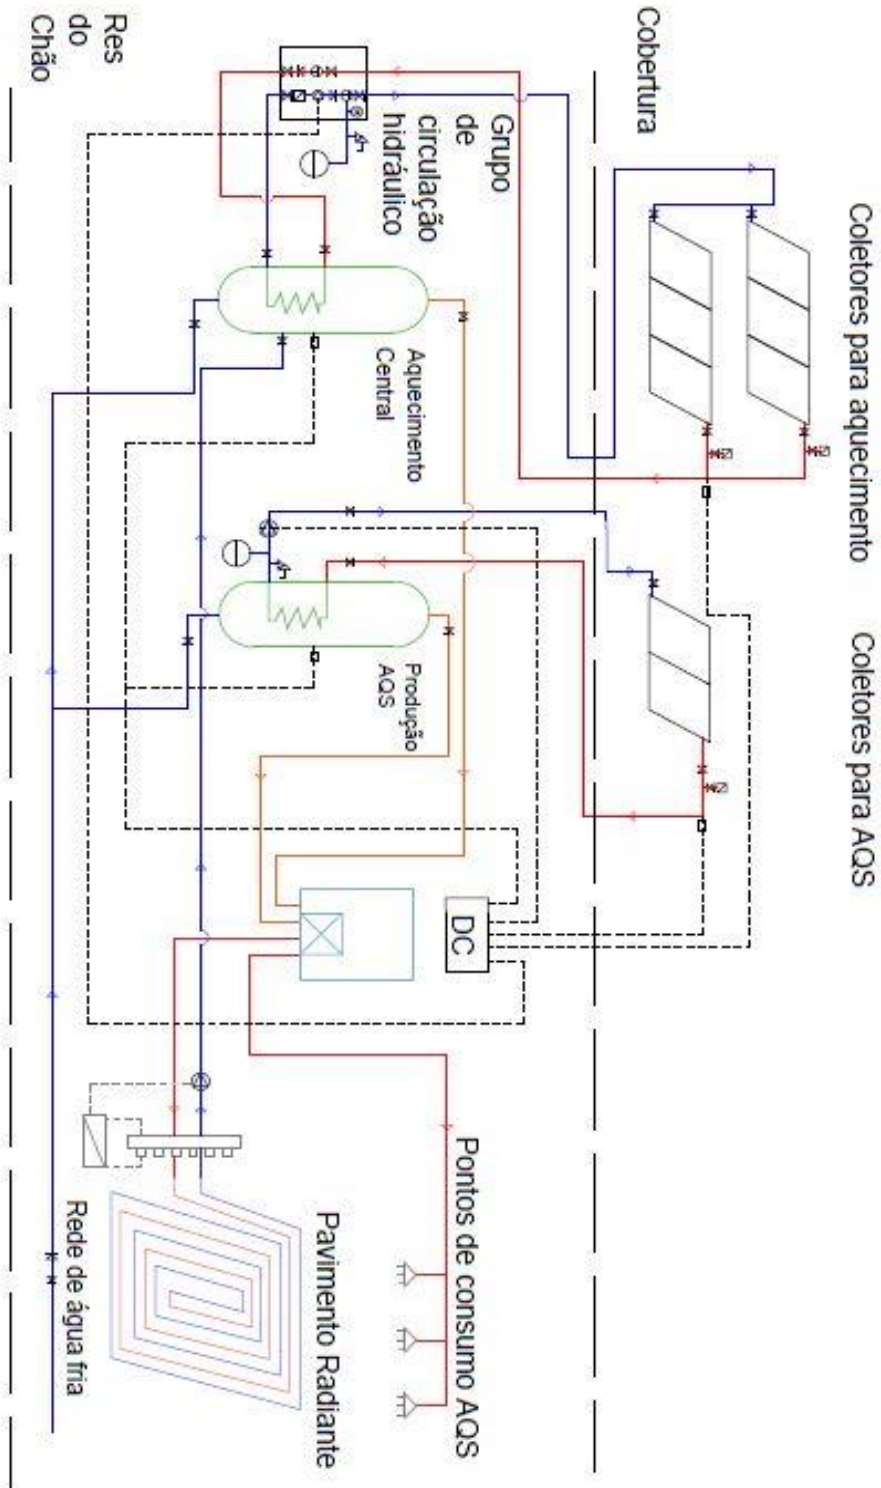 Coletores para aquecimento
Coletores para AQS
Cobertura
Grupo
de
circulação
hidráulico
Aquecimento
Central
Produção
AQS
DC
Pontos de consumo AQS
Pavimento Radiante
Rede de água fria
Res
do
Chão